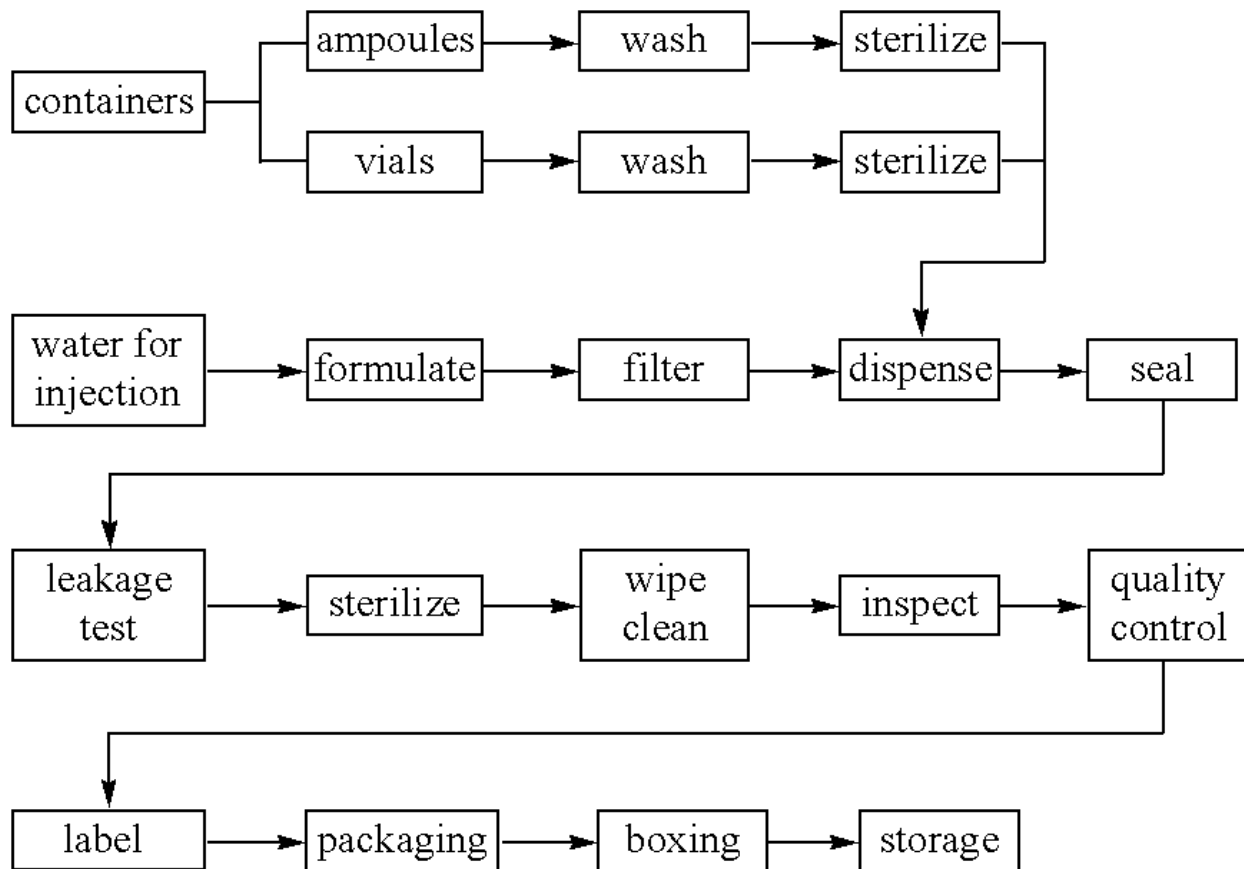 ampoules
wash
sterilize
containers
vials
wash
sterilize
water for
injection
formulate
filter
dispense
seal
leakage
test
sterilize
wipe
clean
inspect
quality
control
label
packaging
boxing
storage